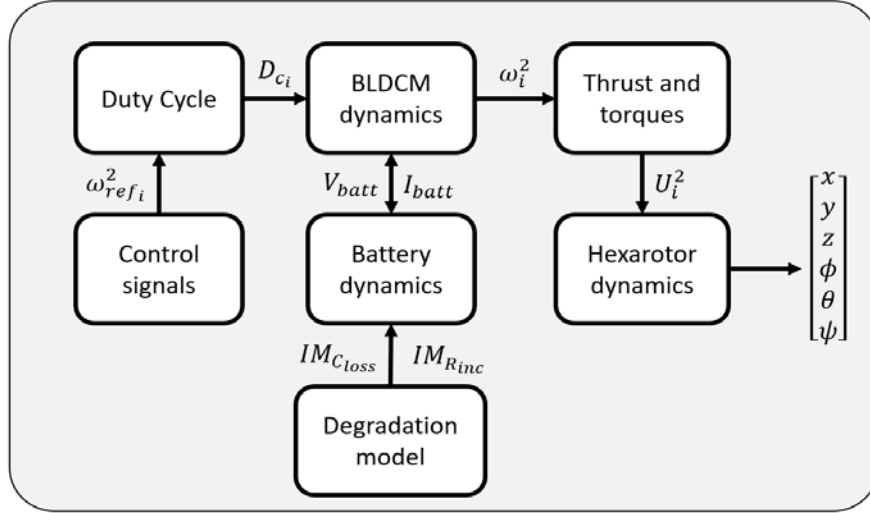 Duty Cycle
D_{c_i}
BLDCM
dynamics
ω_i^2
Thrust and
torques
ω_{ref_i}^2
V_{batt} I_{batt}
U_i^2
Control
signals
Battery
dynamics
Hexarotor
dynamics
x
y
z
ϕ
θ
ψ
IM_{C_{loss}} IM_{R_{inc}}
Degradation
model